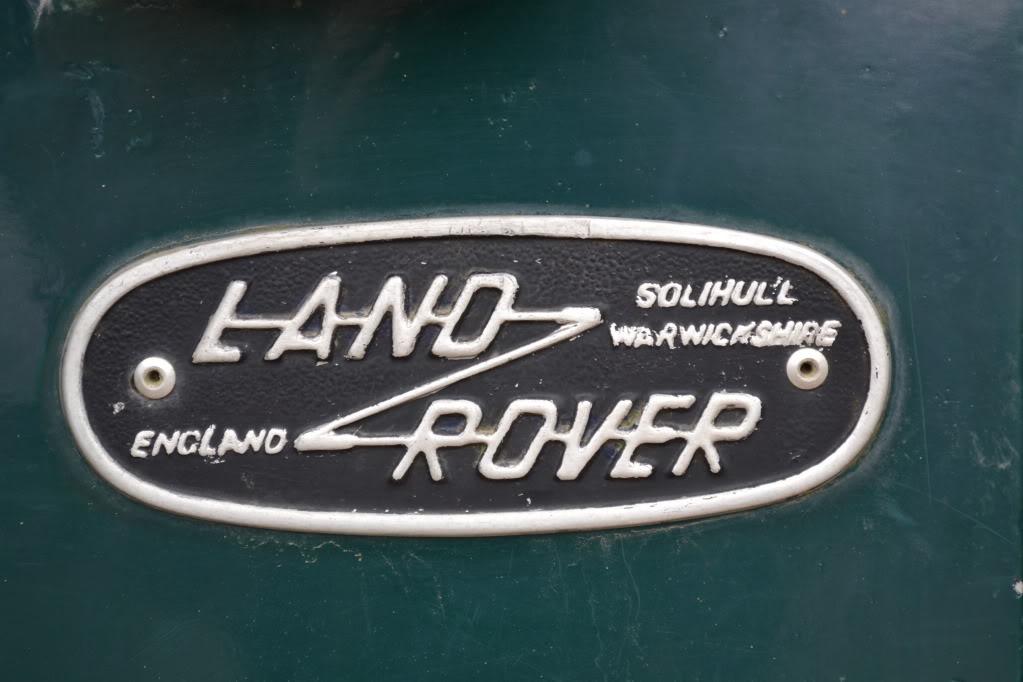 LAND
SOLIHULL
WARWICKSHIRE
ENGLAND
ROVER